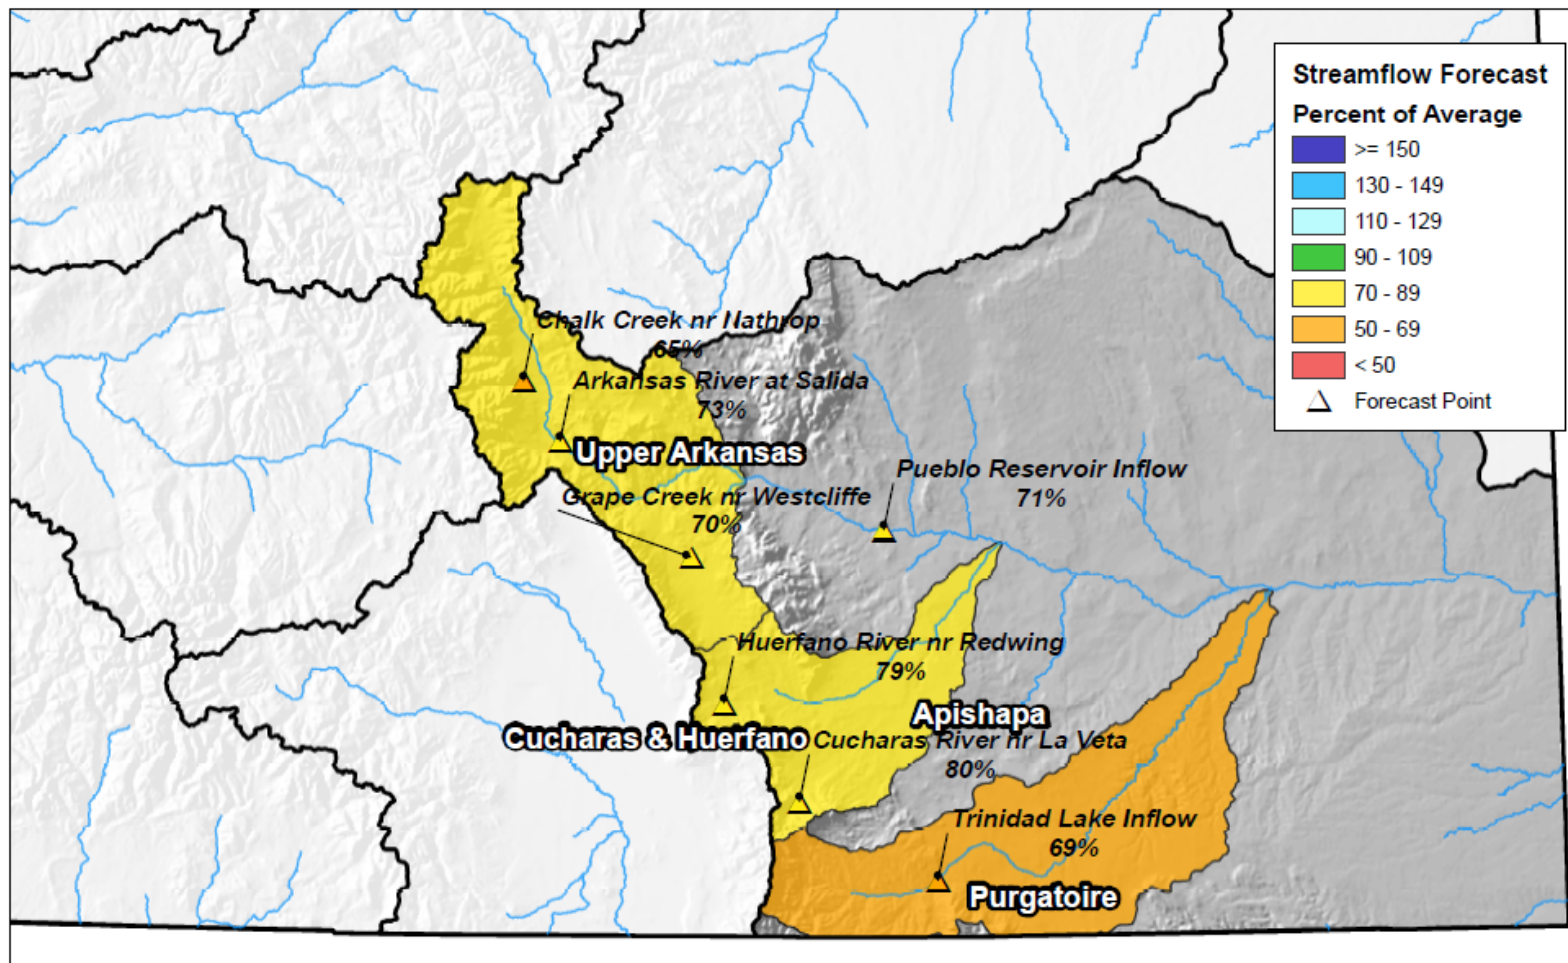 Streamflow Forecast
Percent of Average
>= 150
130 - 149
110 - 129
90 - 109
70 - 89
50 - 69
< 50
Forecast Point
Chalk Creek nr Nathrop
65%
Arkansas River at Salida
73%
Upper Arkansas
Pueblo Reservoir Inflow
71%
Grape Creek nr Westcliffe
70%
Huerfano River nr Redwing
79%
Apishapa
Cucharas & Huerfano
Cucharas River nr La Veta
80%
Trinidad Lake Inflow
69%
Purgatoire